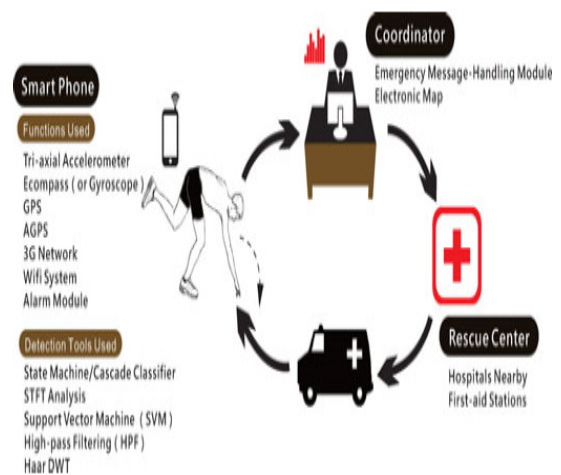 Smart Phone
Functions Used
Tri-axial Accelerometer
Ecompass ( or Gyroscope )
GPS
AGPS
3G Network
Wifi System
Alarm Module
Detection Tools Used
State Machine/Cascade Classifier
STFT Analysis
Support Vector Machine ( SVM )
High-pass Filtering ( HPF )
Haar DWT
Coordinator
Emergency Message-Handling Module
Electronic Map
Rescue Center
Hospitals Nearby
First-aid Stations